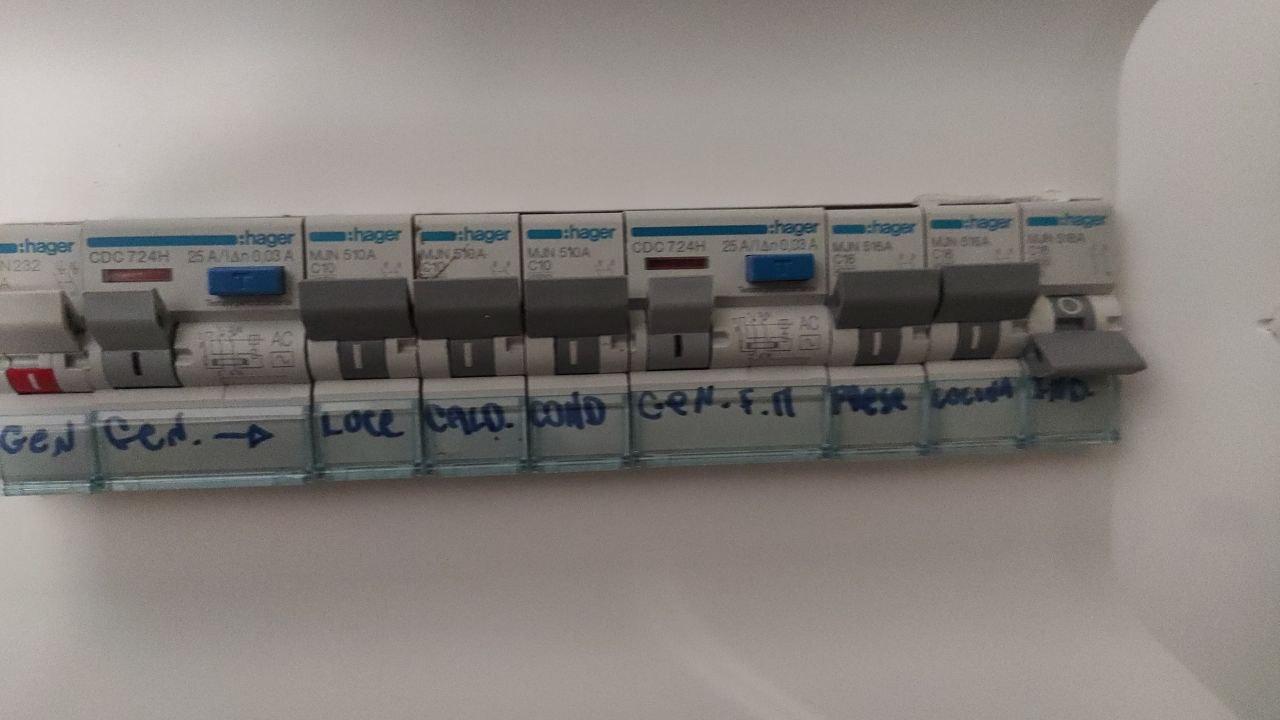 :hager :hager :hager :hager :hager :hager :hager :hager :hager
N232 CDC 724H 25 A/IΔn 0,03 A MJN 510A MJN 510A MJN 510A CDC 724H 25 A/IΔn 0,03 A MJN 516A MJN 516A MJN 516A
C10 C10 C10 C16 C16
T T
AC AC
GEN GEN. → LUCE CALD. COND GEN. F.M PRESE CUCINA